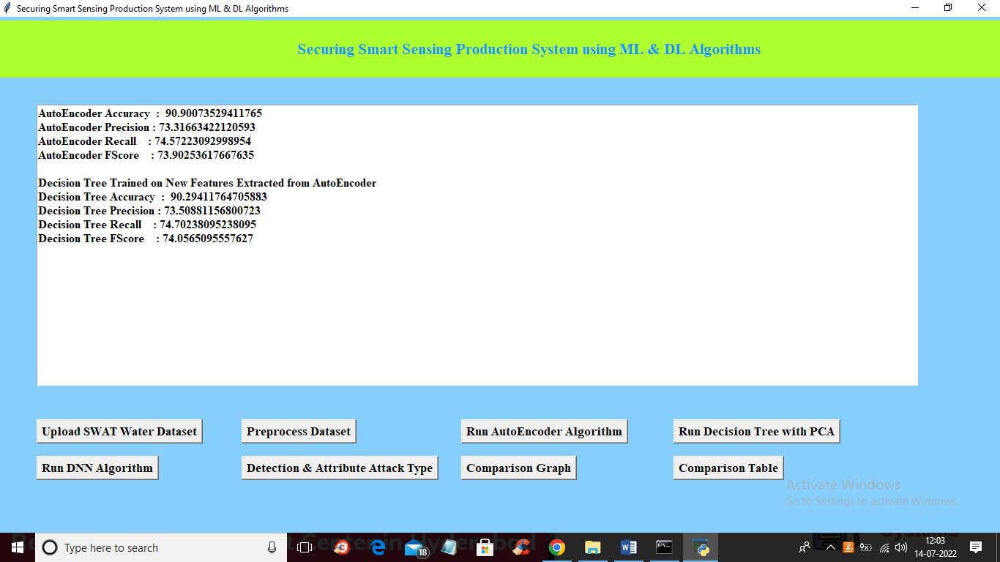 Securing Smart Sensing Production System using ML & DL Algorithms
Securing Smart Sensing Production System using ML & DL Algorithms
AutoEncoder Accuracy : 90.90073529411765
AutoEncoder Precision : 73.31663422120593
AutoEncoder Recall : 74.57223092998954
AutoEncoder FScore : 73.90253617667635
Decision Tree Trained on New Features Extracted from AutoEncoder
Decision Tree Accuracy : 90.29411764705883
Decision Tree Precision : 73.50881156800723
Decision Tree Recall : 74.70238095238095
Decision Tree FScore : 74.0565095557627
Upload SWAT Water Dataset
Preprocess Dataset
Run AutoEncoder Algorithm
Run Decision Tree with PCA
Run DNN Algorithm
Detection & Attribute Attack Type
Comparison Graph
Comparison Table
Activate Windows
Go to Settings to activate Windows.
Type here to search
18
12:03
14-07-2022